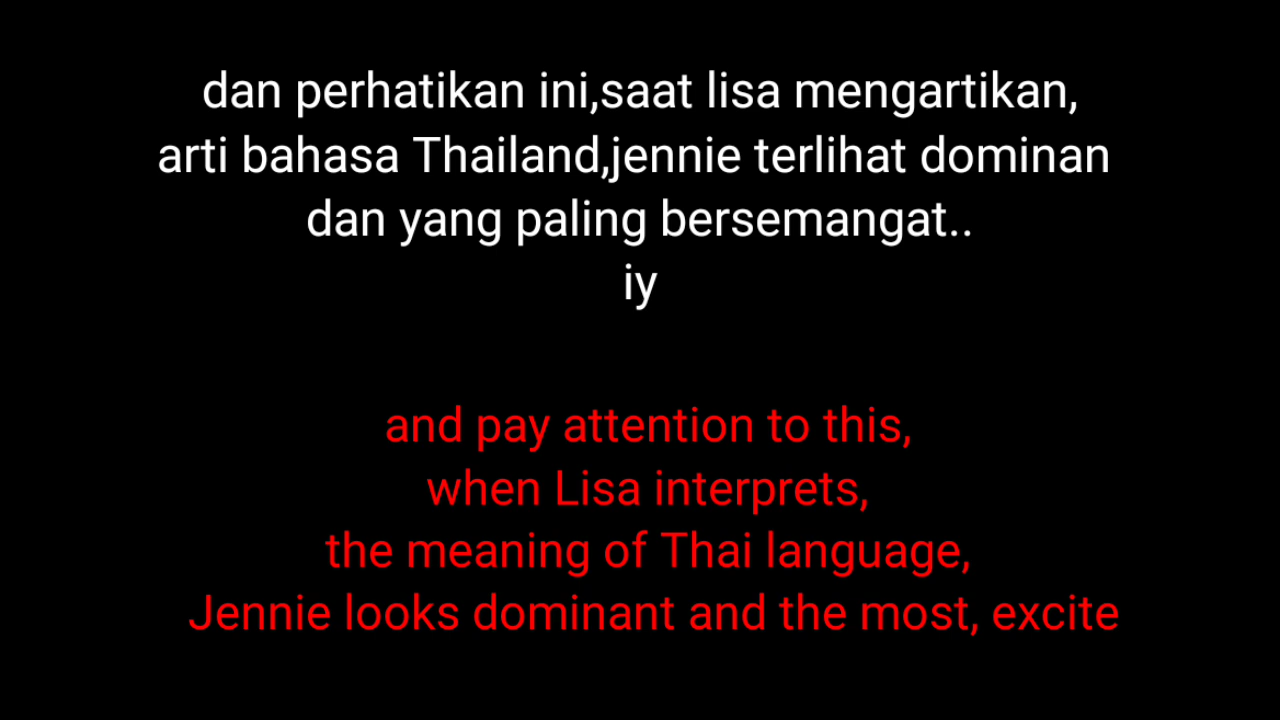 dan perhatikan ini,saat lisa mengartikan,
arti bahasa Thailand,jennie terlihat dominan
dan yang paling bersemangat..
iy
and pay attention to this,
when Lisa interprets,
the meaning of Thai language,
Jennie looks dominant and the most, excite